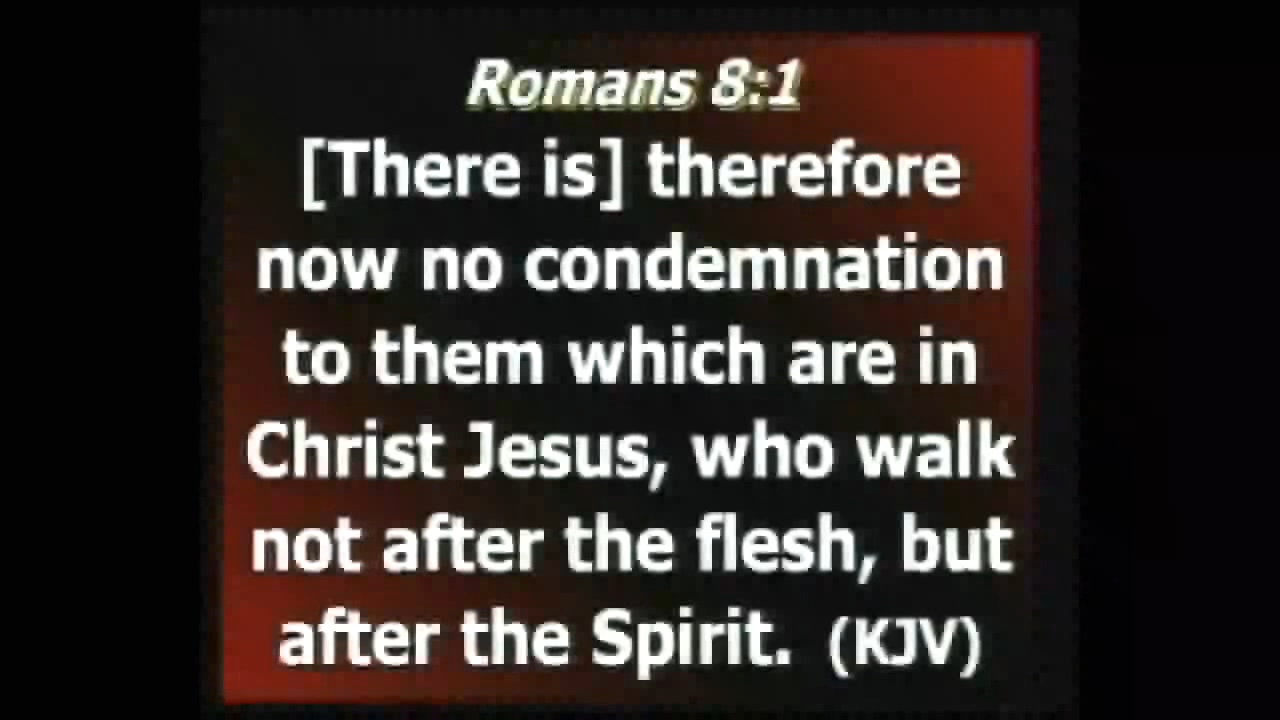 Romans 8:1
[There is] therefore
now no condemnation
to them which are in
Christ Jesus, who walk
not after the flesh, but
after the Spirit. (KJV)